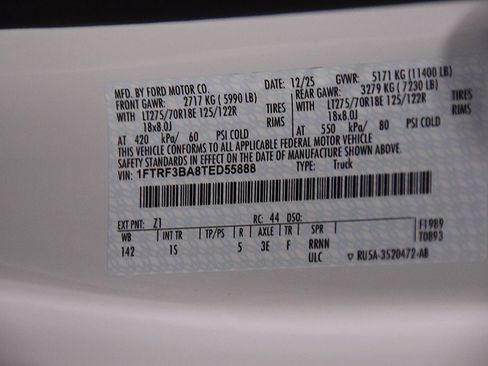 MFD. BY FORD MOTOR CO. DATE: 12/25 GVWR: 5171 KG (11400 LB)
FRONT GAWR: 2717 KG ( 5990 LB) REAR GAWR: 3279 KG ( 7230 LB)
WITH LT275/70R18E 125/122R TIRES WITH LT275/70R18E 125/122R TIRES
18x8.0J RIMS 18x8.0J RIMS
AT 420 kPa/ 60 PSI COLD AT 550 kPa/ 80 PSI COLD
THIS VEHICLE CONFORMS TO ALL APPLICABLE FEDERAL MOTOR VEHICLE
SAFETY STANDARDS IN EFFECT ON THE DATE OF MANUFACTURE SHOWN ABOVE.
VIN: 1FTRF3BA8TED55888 TYPE: Truck
EXT PNT: Z1 RC: 44 DSO:
WB INT TR TP/PS R AXLE TR SPR F1989
T0893
142 1S 5 3E F RRNN
ULC RU5A-3520472-AB